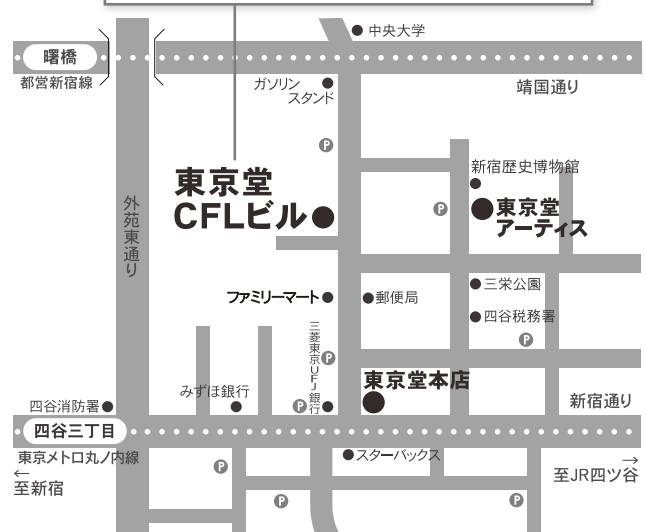 中央大学
曙橋
都営新宿線
ガソリン
スタンド
靖国通り
P
新宿歴史博物館
東京堂
CFLビル
P
東京堂
アーティス
外苑東通り
三栄公園
ファミリーマート
郵便局
四谷税務署
三菱東京UFJ銀行
P
P
東京堂本店
みずほ銀行
新宿通り
四谷消防署
P
四谷三丁目
東京メトロ丸ノ内線
スターバックス
←
至新宿
P
→
至JR四ツ谷
P
P